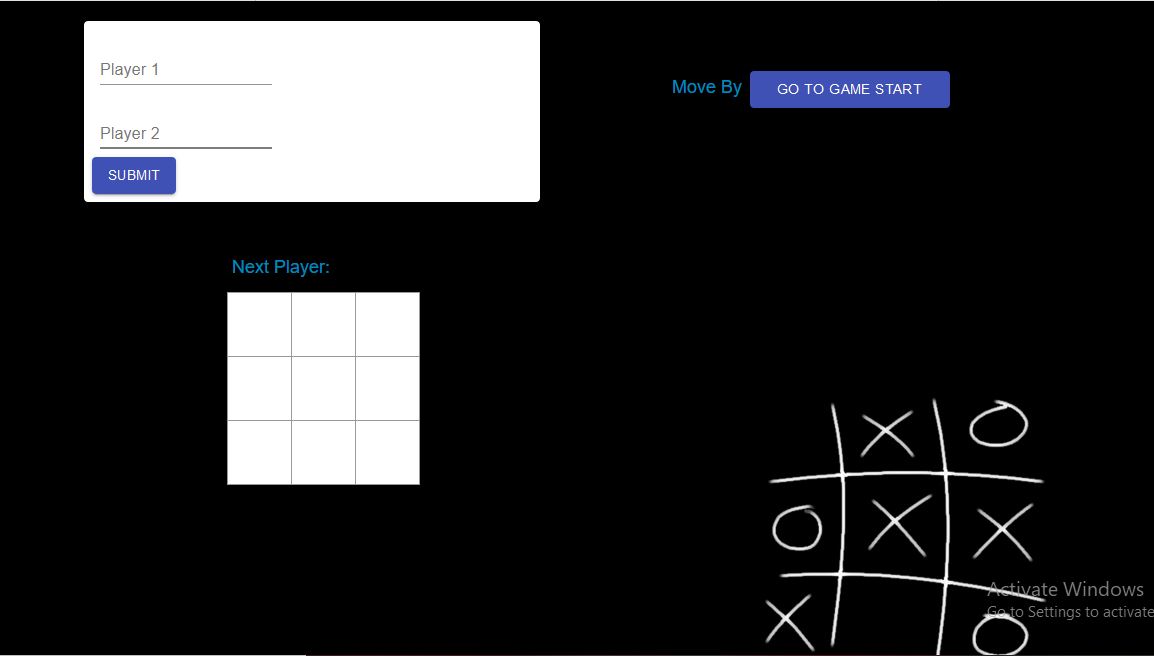 Player 1
Move By
GO TO GAME START
Player 2
SUBMIT
Next Player:
X O
O X X
X O
Activate Windows
Go to Settings to activate